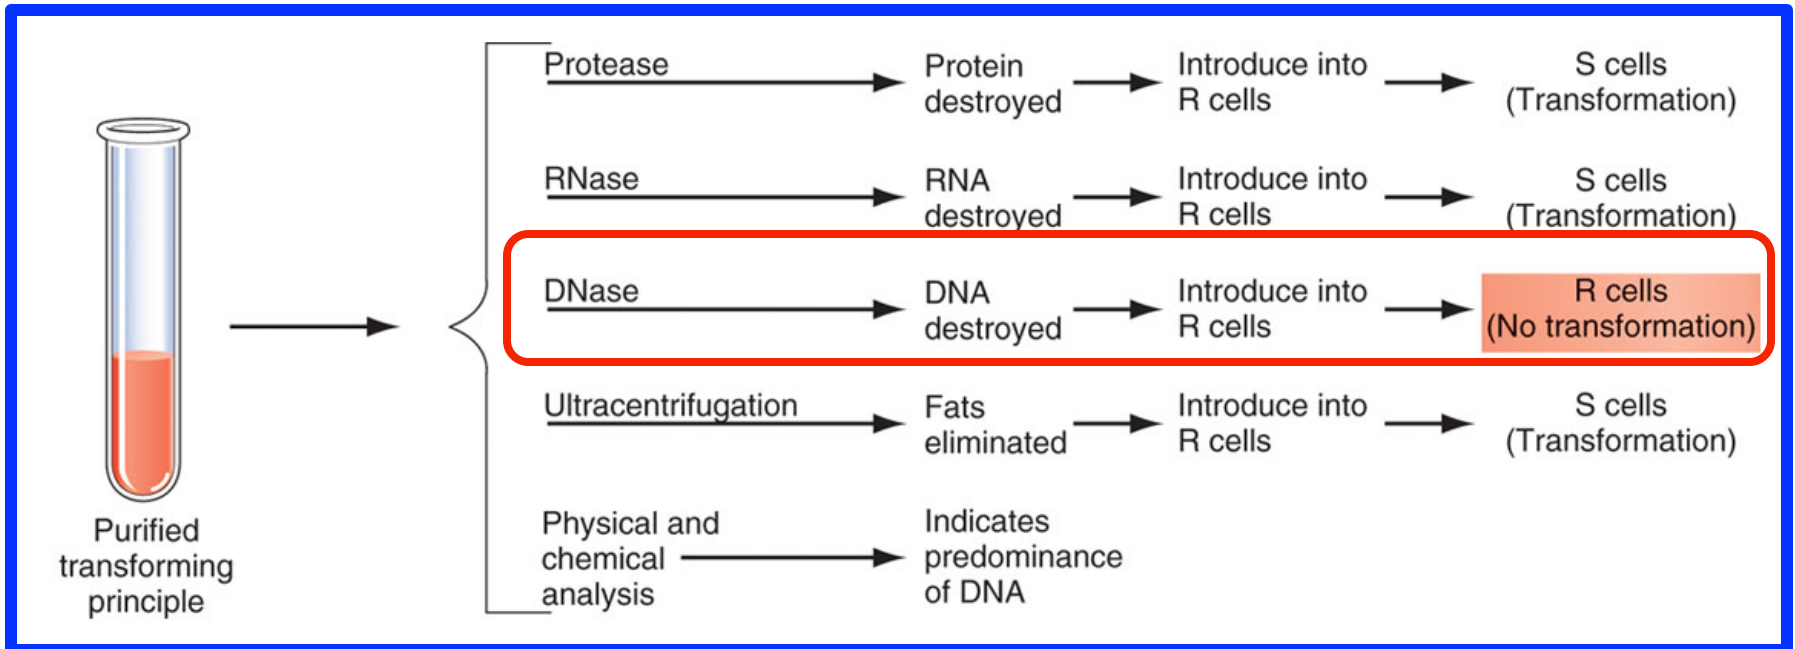 Protease
Protein
destroyed
Introduce into
R cells
S cells
(Transformation)
RNase
RNA
destroyed
Introduce into
R cells
S cells
(Transformation)
DNase
DNA
destroyed
Introduce into
R cells
R cells
(No transformation)
Ultracentrifugation
Fats
eliminated
Introduce into
R cells
S cells
(Transformation)
Physical and
chemical
analysis
Indicates
predominance
of DNA
Purified
transforming
principle